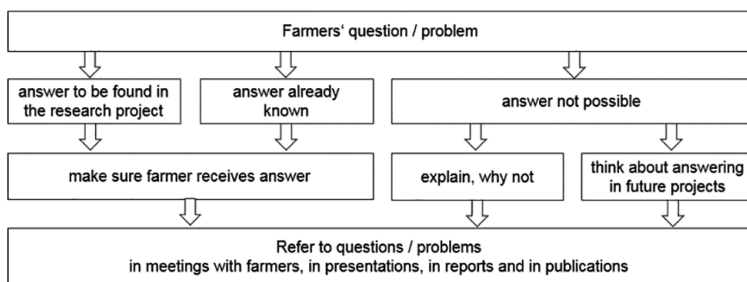 Farmers‘ question / problem
answer to be found in
the research project
answer already
known
answer not possible
make sure farmer receives answer
explain, why not
think about answering
in future projects
Refer to questions / problems
in meetings with farmers, in presentations, in reports and in publications